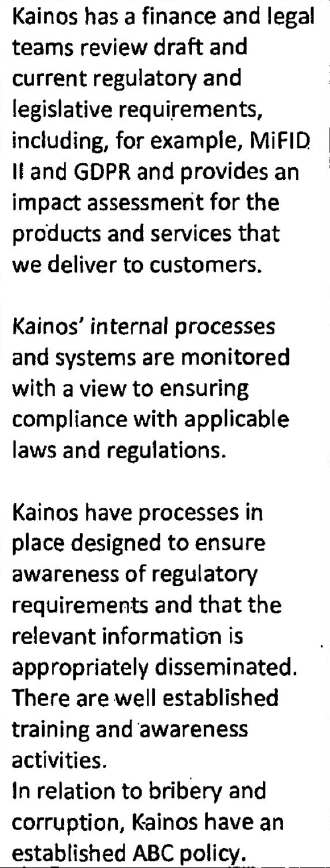 Kainos has a finance and legal
teams review draft and
current regulatory and
legislative requirements,
including, for example, MiFID
II and GDPR and provides an
impact assessment for the
products and services that
we deliver to customers.

Kainos' internal processes
and systems are monitored
with a view to ensuring
compliance with applicable
laws and regulations.

Kainos have processes in
place designed to ensure
awareness of regulatory
requirements and that the
relevant information is
appropriately disseminated.
There are well established
training and awareness
activities.
In relation to bribery and
corruption, Kainos have an
established ABC policy.